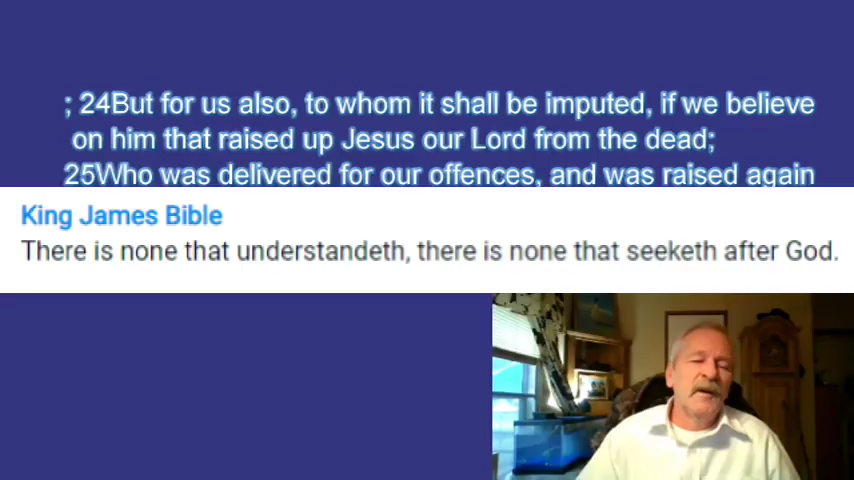 ; 24But for us also, to whom it shall be imputed, if we believe
on him that raised up Jesus our Lord from the dead;
25Who was delivered for our offences, and was raised again
King James Bible
There is none that understandeth, there is none that seeketh after God.